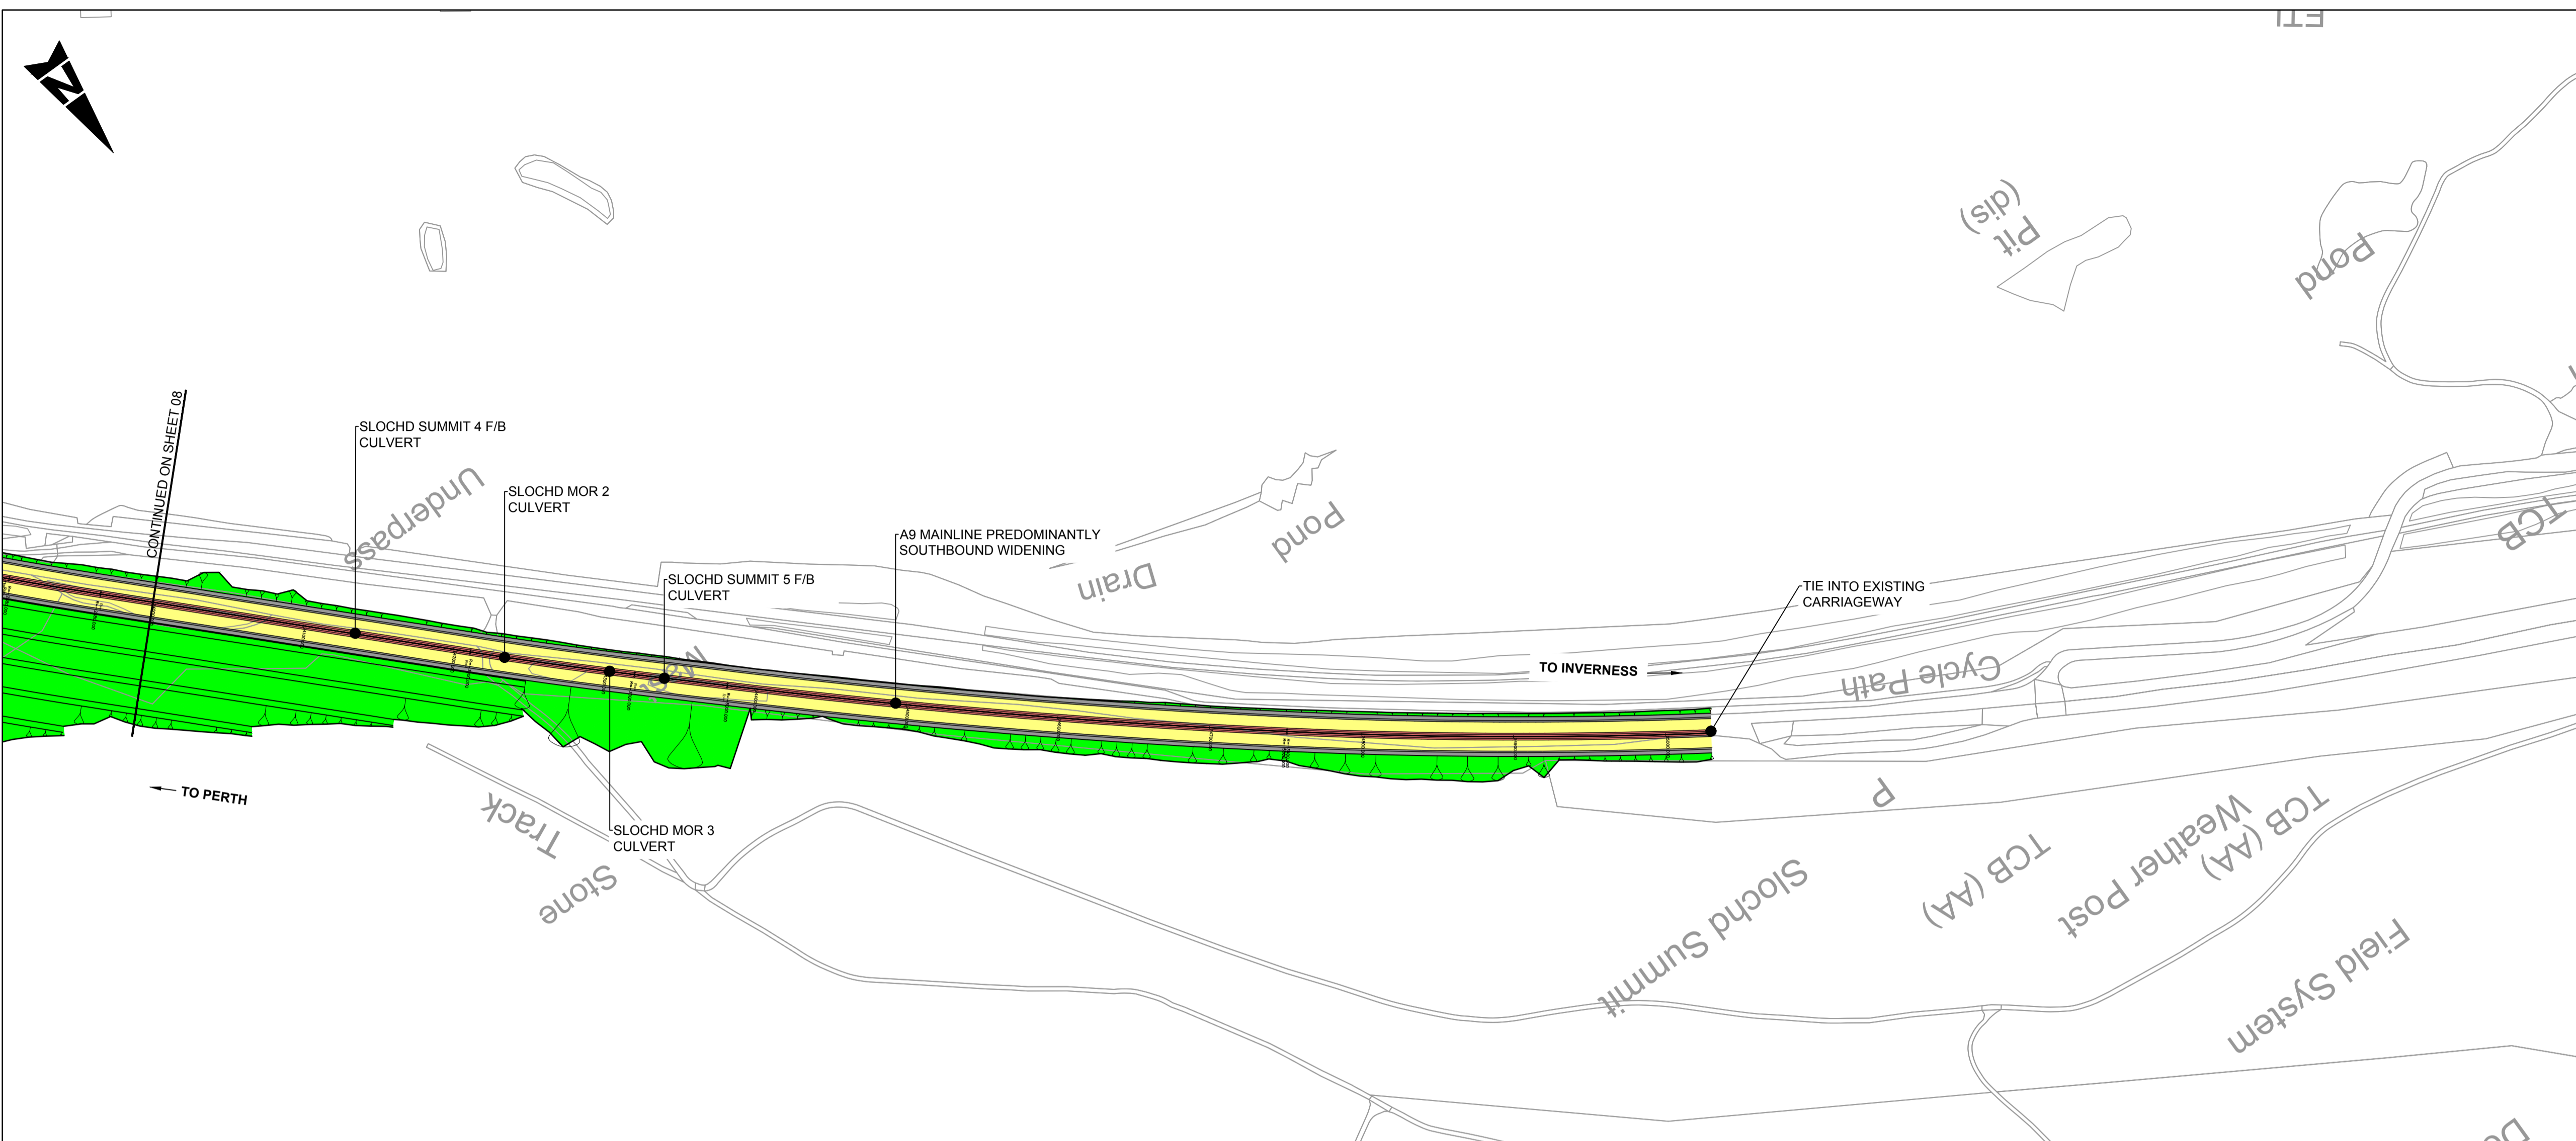 ETL
N
Pit
(dis)
Pond
CONTINUED ON SHEET 08
SLOCHD SUMMIT 4 F/B
CULVERT
Underpass
SLOCHD MOR 2
CULVERT
Pond
A9 MAINLINE PREDOMINANTLY
SOUTHBOUND WIDENING
TCB
Drain
SLOCHD SUMMIT 5 F/B
CULVERT
TIE INTO EXISTING
CARRIAGEWAY
Mast
TO INVERNESS
Cycle Path
TO PERTH
Track
SLOCHD MOR 3
CULVERT
P
Stone
Slochd Summit
TCB (AA)
Weather Post
TCB (AA)
Field System